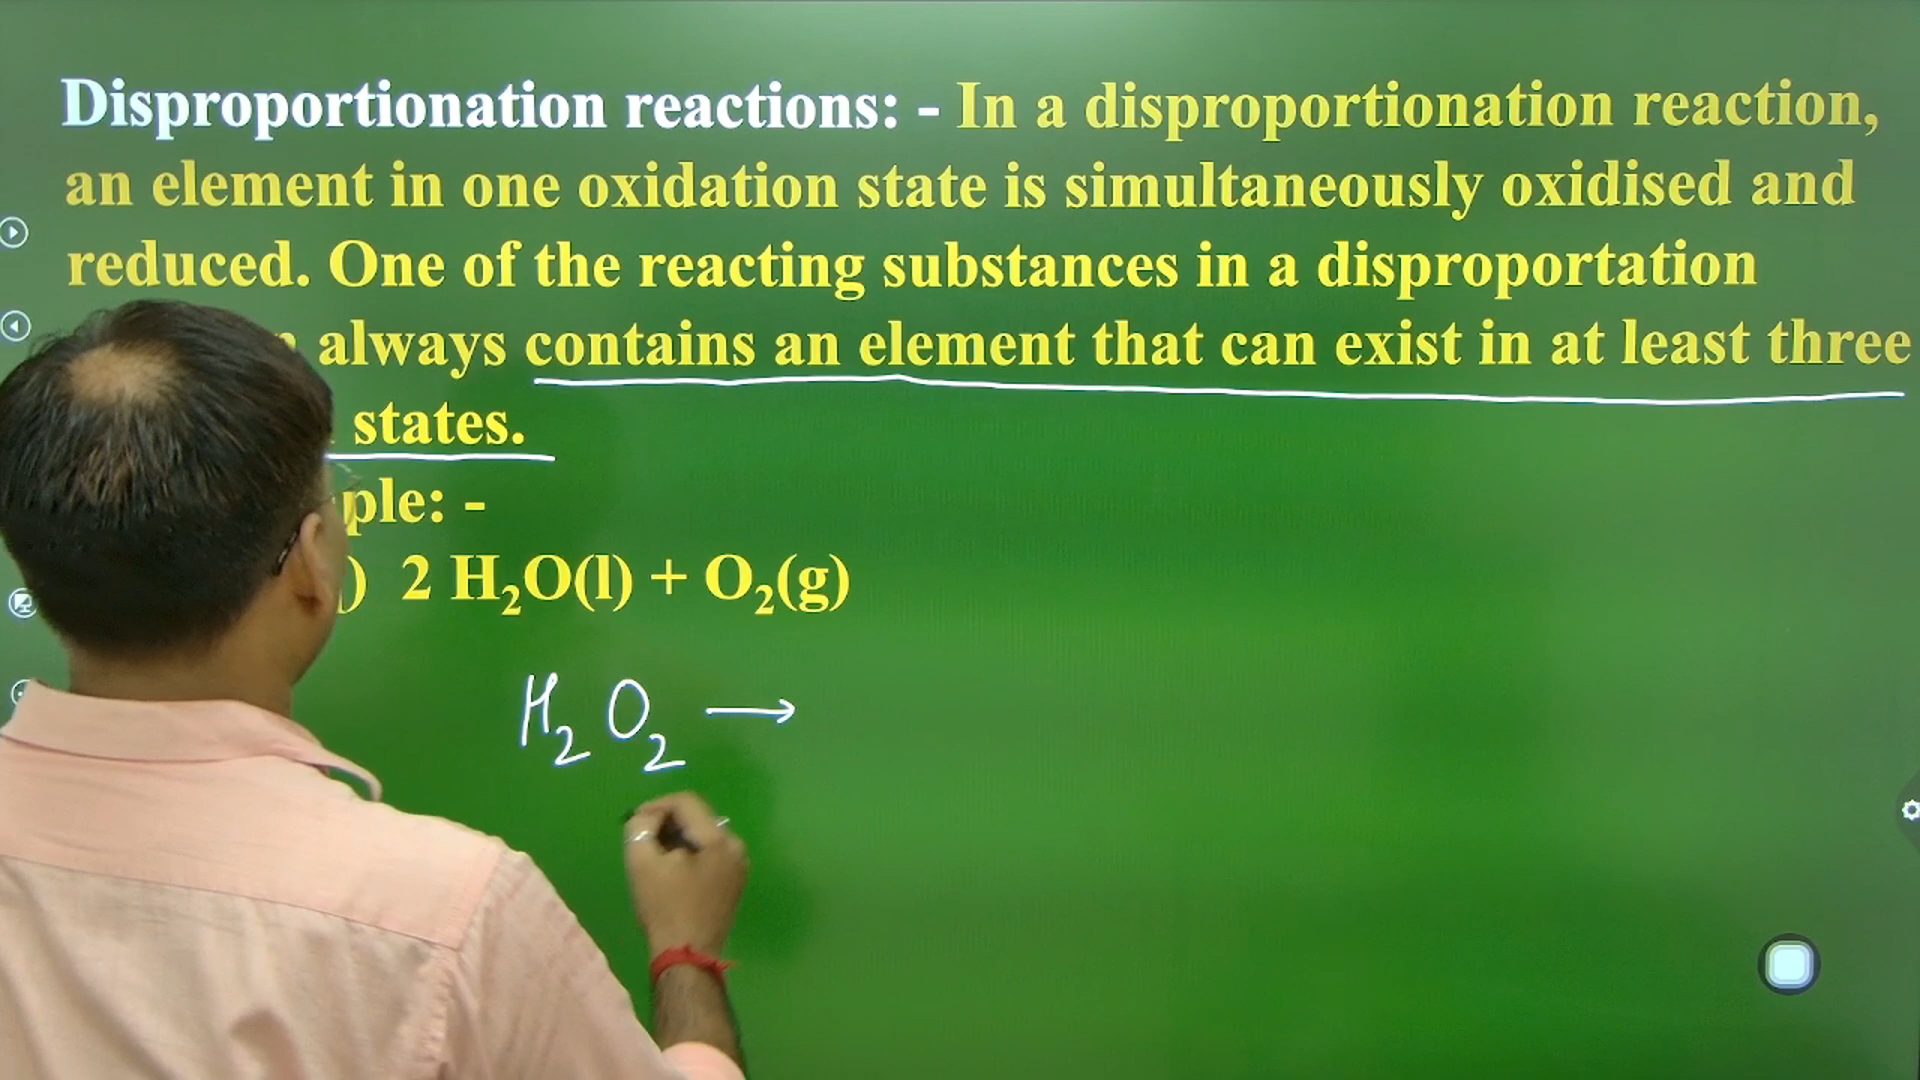 Disproportionation reactions: - In a disproportionation reaction,
an element in one oxidation state is simultaneously oxidised and
reduced. One of the reacting substances in a disproportation
always contains an element that can exist in at least three
states.
ple: -
) 2 H₂O(l) + O₂(g)
H₂ O₂ →